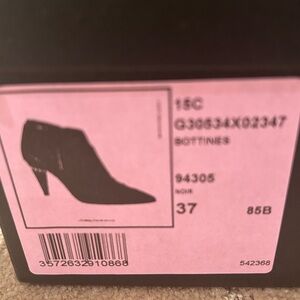 15C
G30534X02347
BOTTINES
94305
NOIR
37 85B
3572632910868
542368